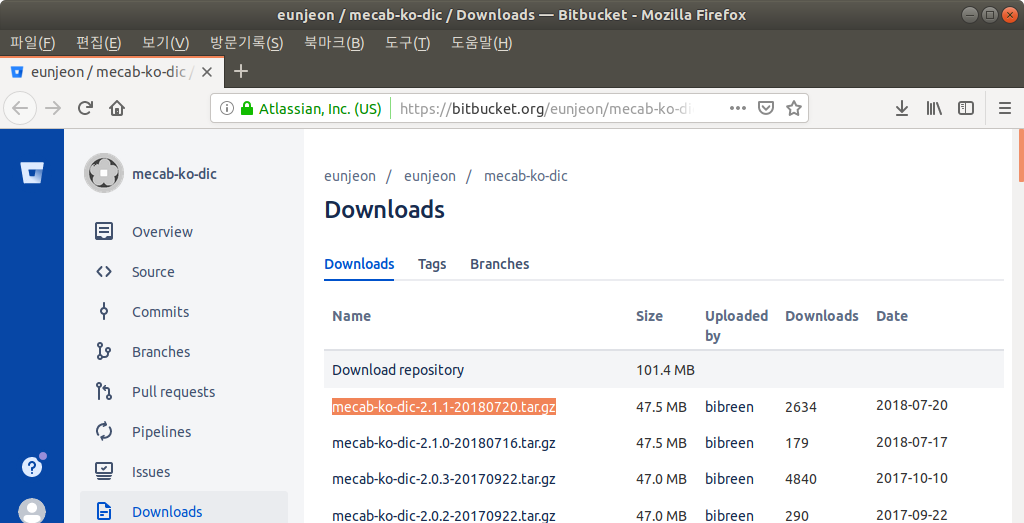 eunjeon / mecab-ko-dic / Downloads — Bitbucket - Mozilla Firefox
파일(F) 편집(E) 보기(V) 방문기록(S) 북마크(B) 도구(T) 도움말(H)
eunjeon / mecab-ko-dic /
Atlassian, Inc. (US) https://bitbucket.org/eunjeon/mecab-ko-di
mecab-ko-dic
Overview
Source
Commits
Branches
Pull requests
Pipelines
Issues
Downloads
eunjeon / eunjeon / mecab-ko-dic
Downloads
Downloads Tags Branches
Name Size Uploaded by Downloads Date
Download repository 101.4 MB
mecab-ko-dic-2.1.1-20180720.tar.gz 47.5 MB bibreen 2634 2018-07-20
mecab-ko-dic-2.1.0-20180716.tar.gz 47.5 MB bibreen 179 2018-07-17
mecab-ko-dic-2.0.3-20170922.tar.gz 47.0 MB bibreen 4840 2017-10-10
mecab-ko-dic-2.0.2-20170922.tar.gz 47.0 MB bibreen 290 2017-09-22